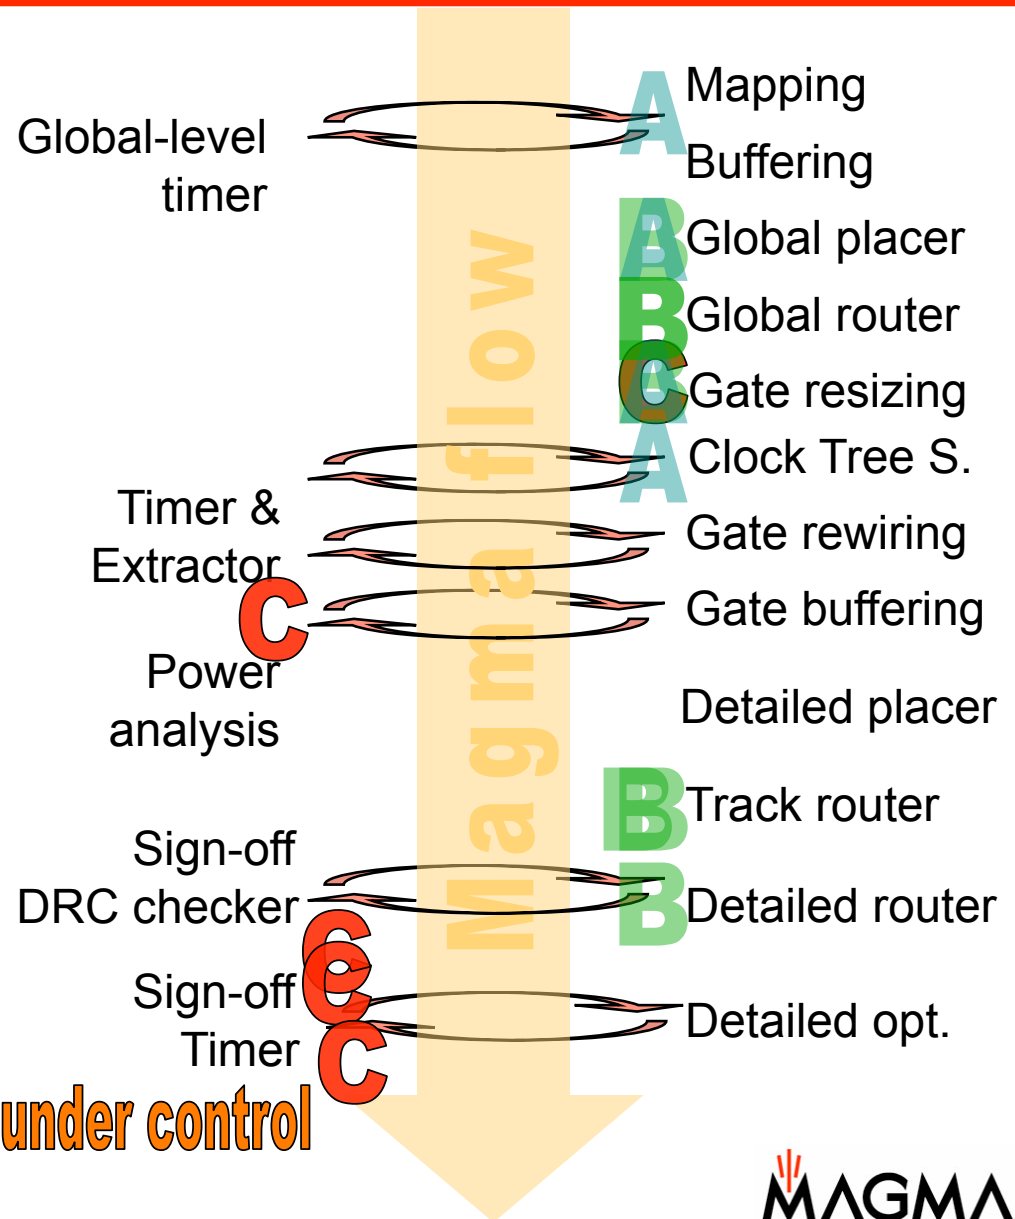 Mapping
A
Global-level
timer
Buffering
B
A
Global placer
B
Global router
B
A
C
Gate resizing
A
Clock Tree S.
Timer &
Extractor
Gate rewiring
C
Gate buffering
Power
analysis
Detailed placer
B
B
Track router
Sign-off
DRC checker
B
Detailed router
C
C
Sign-off
Timer
C
Detailed opt.
Magma flow
under control
MAGMA